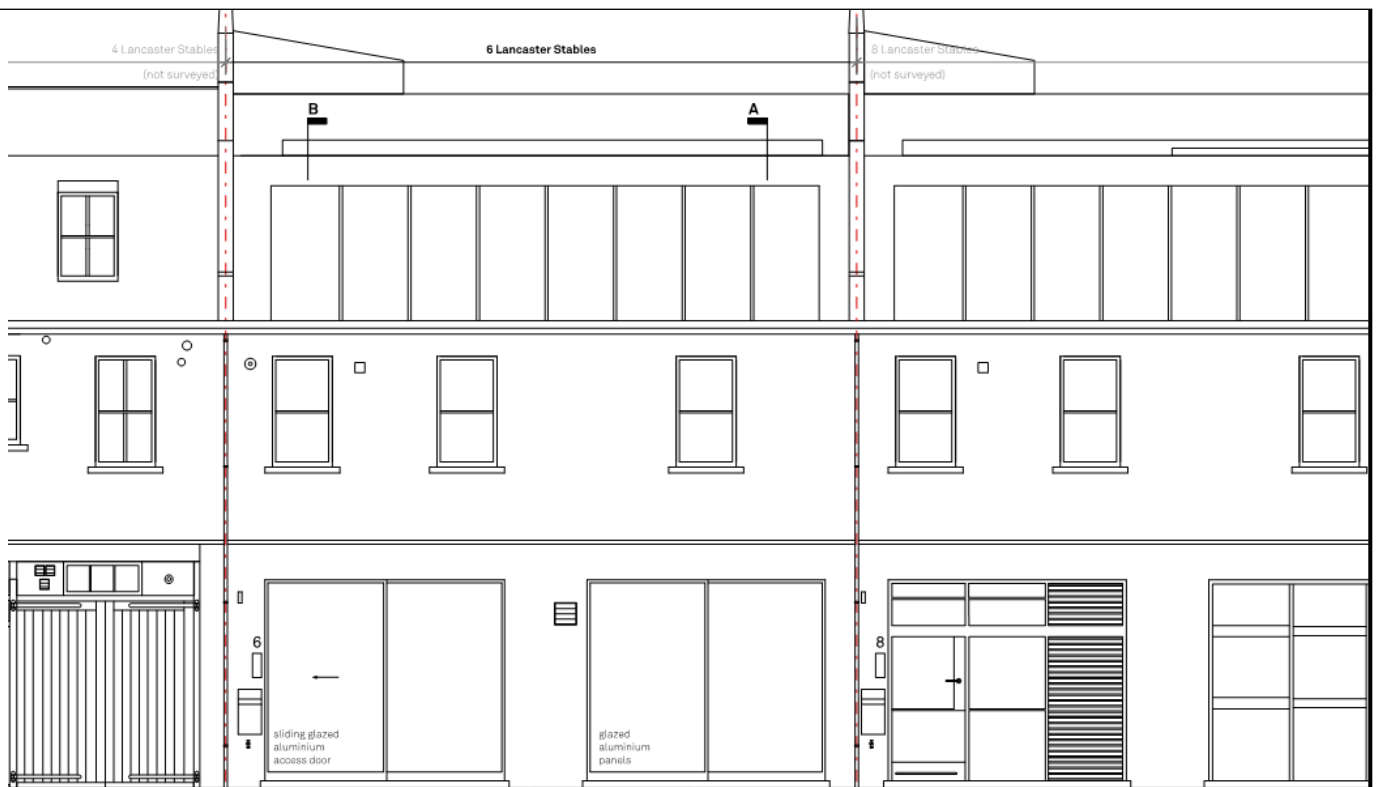 4 Lancaster Stables
(not surveyed)
6 Lancaster Stables
8 Lancaster Stables
(not surveyed)
B
A
6
8
sliding glazed
aluminium
access door
glazed
aluminium
panels